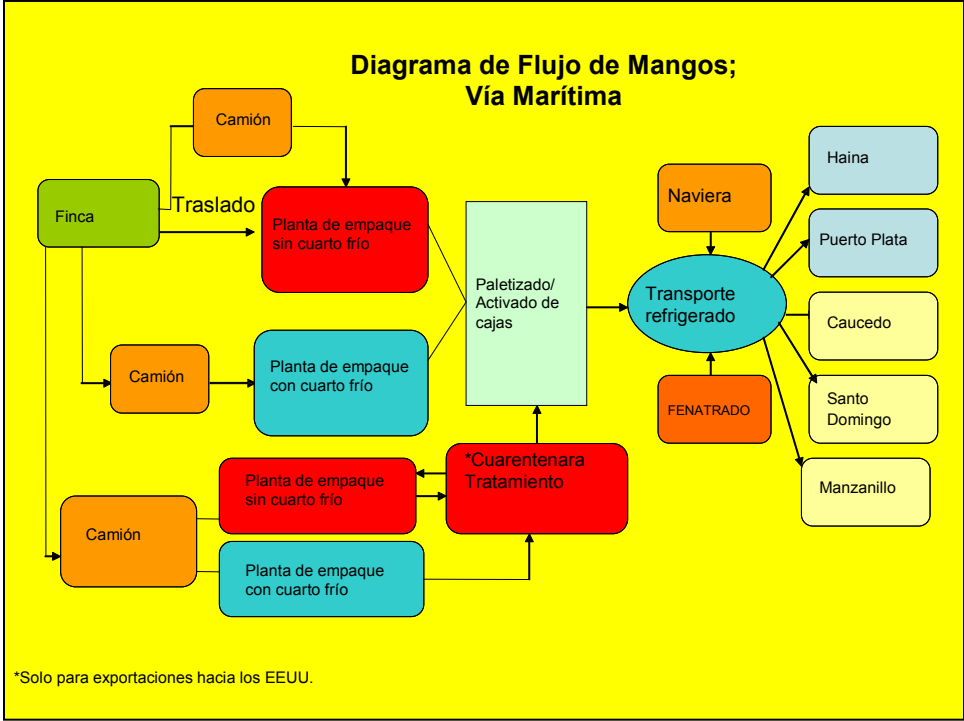 Diagrama de Flujo de Mangos;
Vía Marítima
Camión
Finca
Traslado
Planta de empaque
sin cuarto frío
Camión
Planta de empaque
con cuarto frío
Camión
Planta de empaque
sin cuarto frío
Planta de empaque
con cuarto frío
*Cuarentenara
Tratamiento
Paletizado/
Activado de
cajas
Naviera
Transporte
refrigerado
FENATRADO
Haina
Puerto Plata
Caucedo
Santo
Domingo
Manzanillo
*Solo para exportaciones hacia los EEUU.